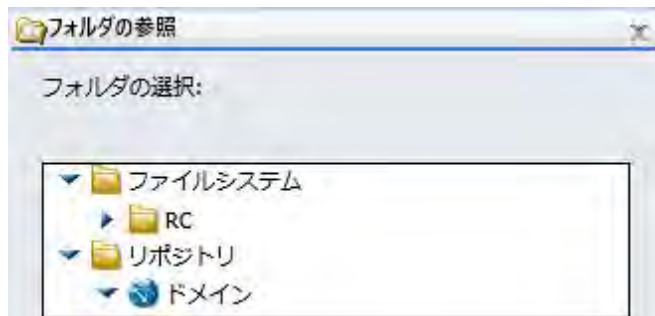 フォルダの参照
フォルダの選択:
ファイルシステム
RC
リポジトリ
ドメイン